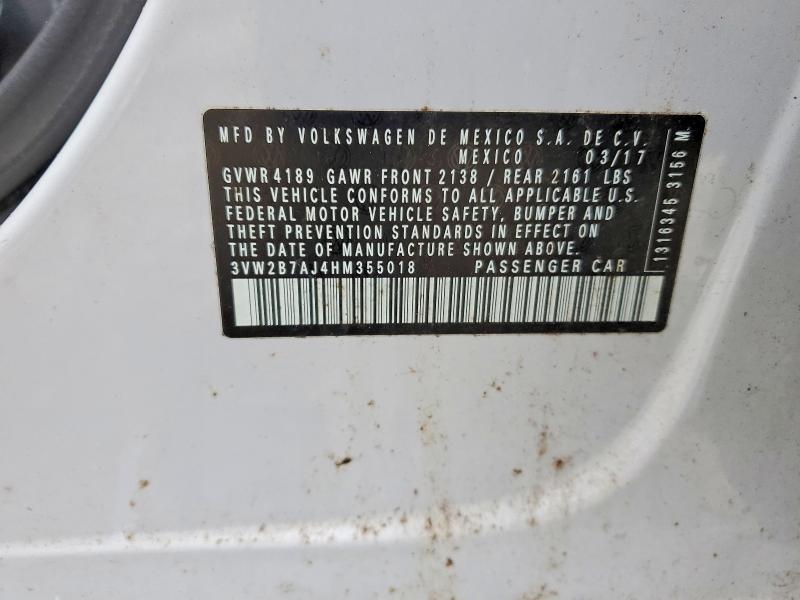 MFD BY VOLKSWAGEN DE MEXICO S.A. DE C.V.
MEXICO 03/17
GVWR 4189 GAWR FRONT 2138 / REAR 2161 LBS
THIS VEHICLE CONFORMS TO ALL APPLICABLE U.S.
FEDERAL MOTOR VEHICLE SAFETY, BUMPER AND
THEFT PREVENTION STANDARDS IN EFFECT ON
THE DATE OF MANUFACTURE SHOWN ABOVE.
3VW2B7AJ4HM355018 PASSENGER CAR
1316345 3156 M